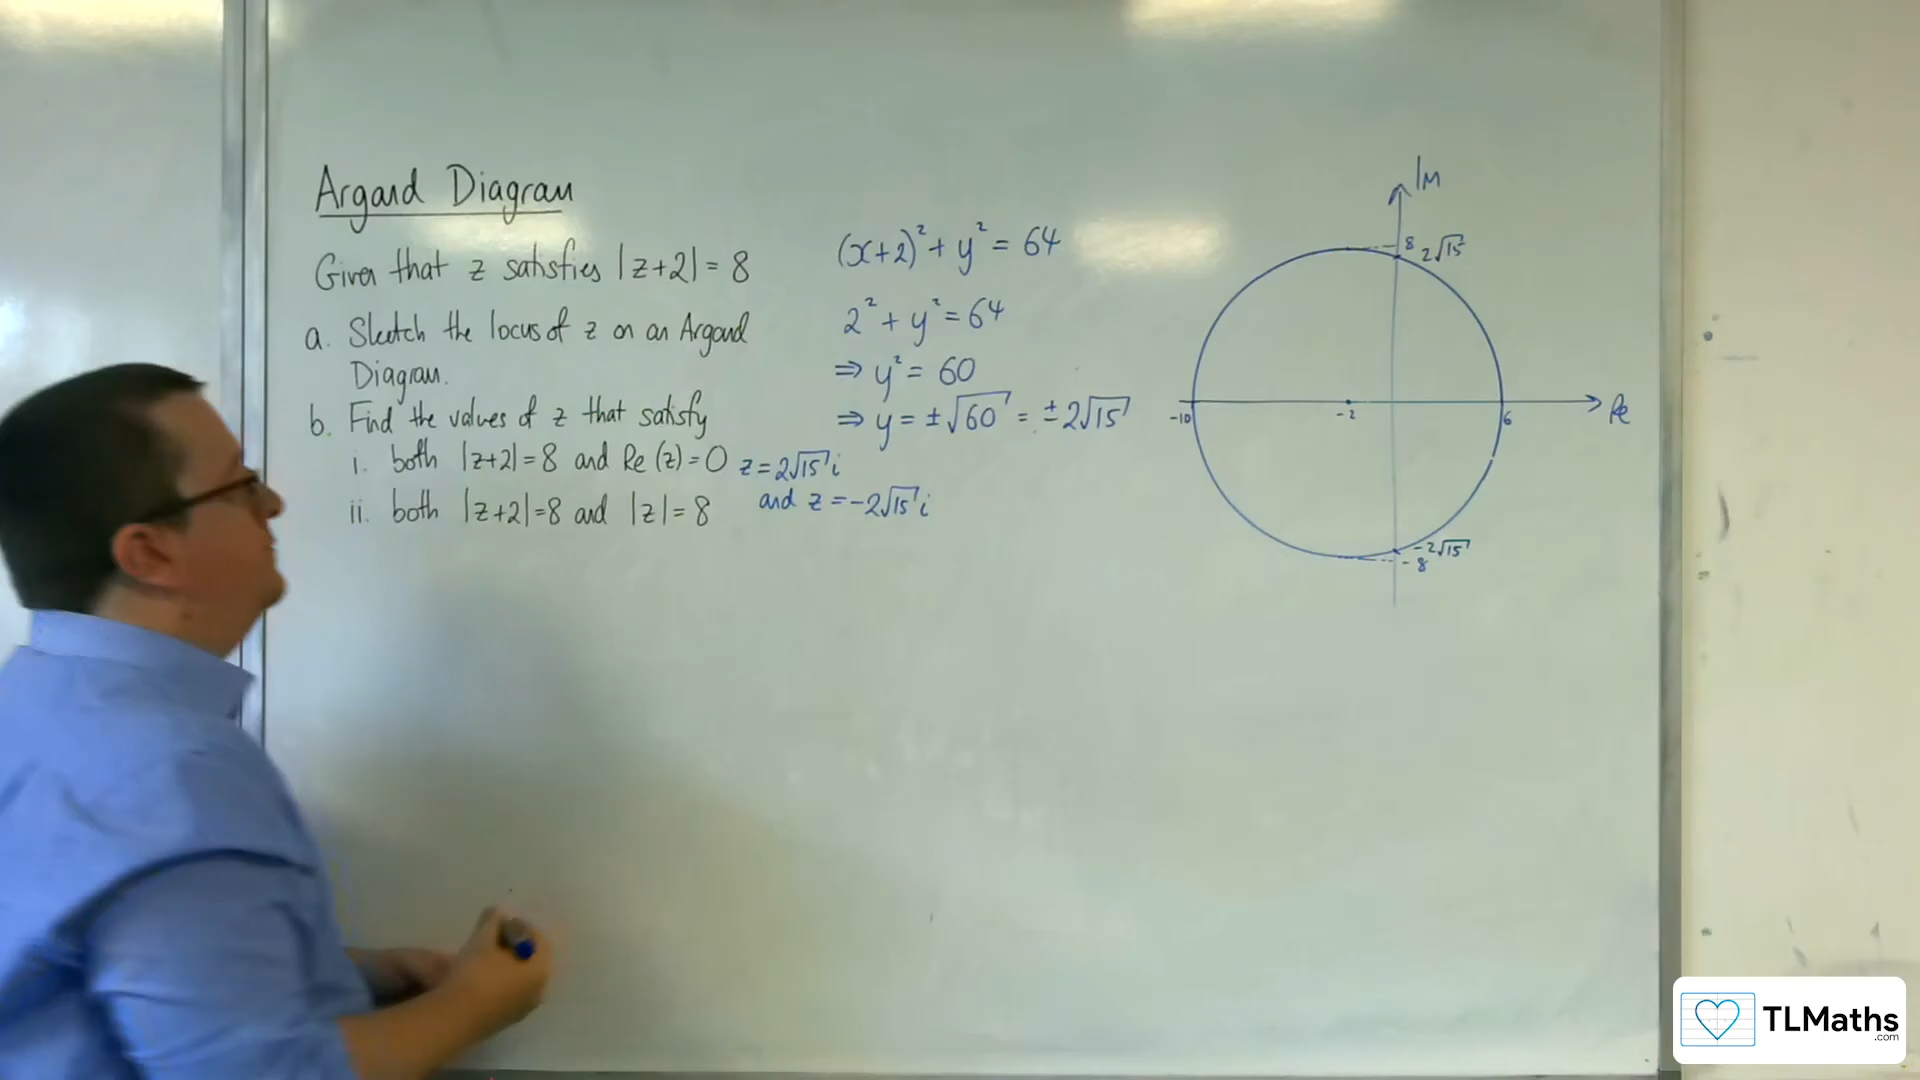 Argand Diagram
Given that z satisfies |z+2| = 8
a. Sketch the locus of z on an Argand
Diagram.
b. Find the values of z that satisfy
i. both |z+2| = 8 and Re(z) = 0 z = 2√15 i
and z = -2√15 i
ii. both |z+2| = 8 and |z| = 8
(x+2)² + y² = 64
2² + y² = 64
⇒ y² = 60
⇒ y = ±√60 = ±2√15
Im
8
2√15
-10
-2
6
Re
-2√15
-8
TLMaths
.com